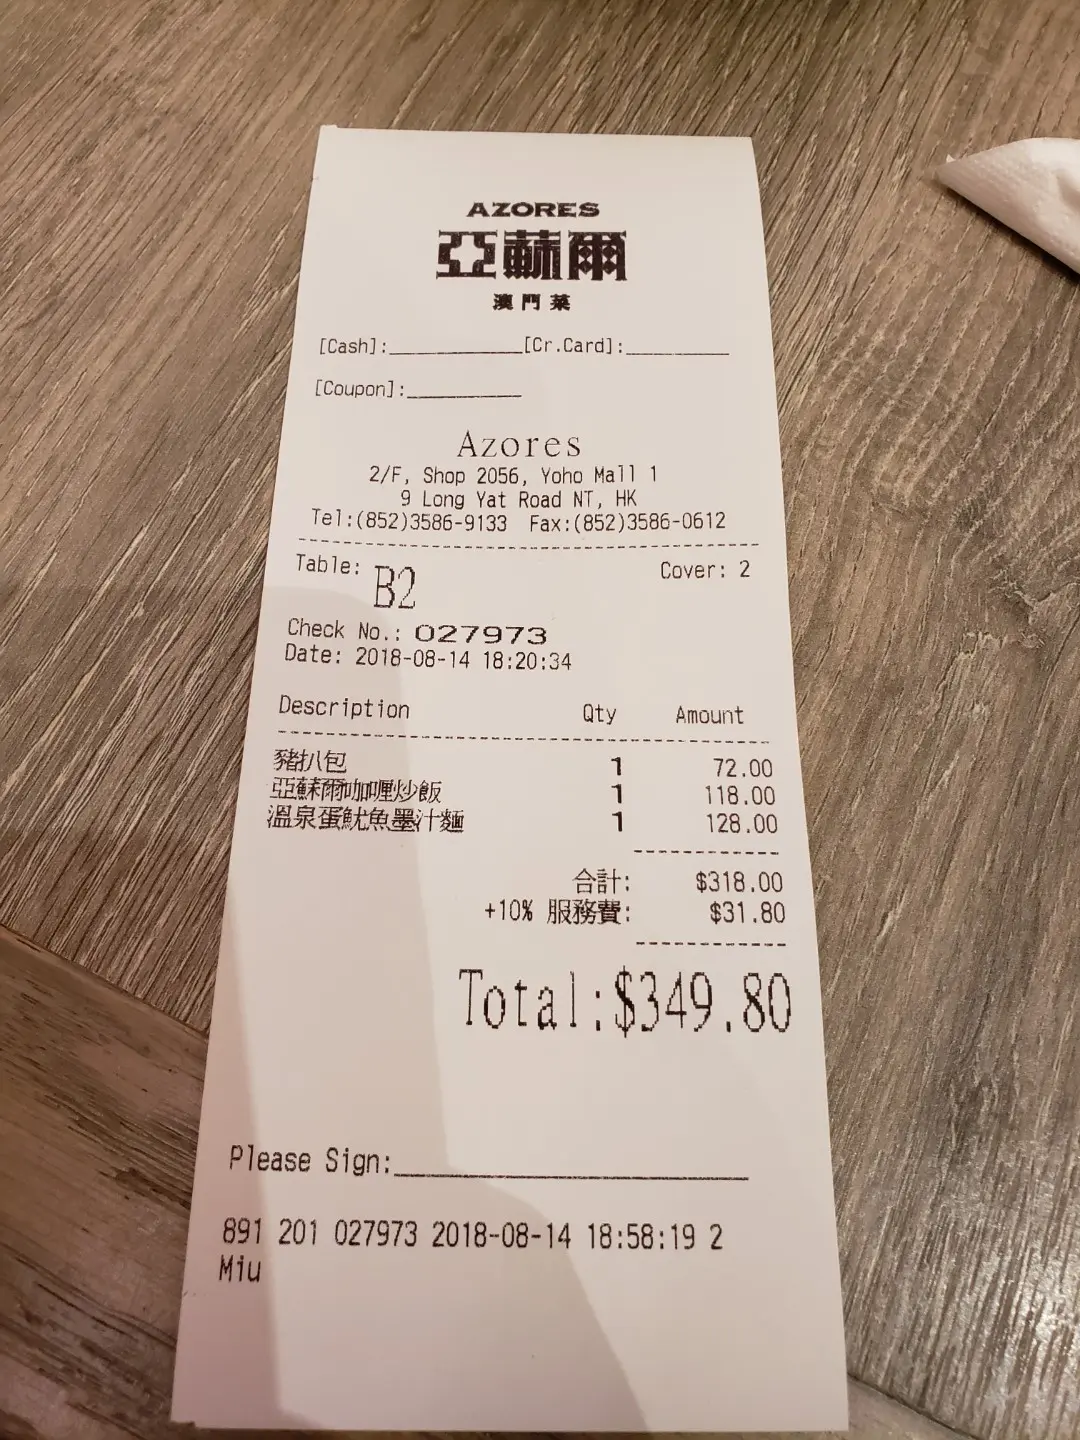 AZORES
亞蘇爾
澳門菜
[Cash]:____________[Cr.Card]:_________
[Coupon]:__________
Azores
2/F, Shop 2056, Yoho Mall 1
9 Long Yat Road NT, HK
Tel:(852)3586-9133 Fax:(852)3586-0612
Table: B2 Cover: 2
Check No.: 027973
Date: 2018-08-14 18:20:34
Description Qty Amount
豬扒包 1 72.00
亞蘇爾咖喱炒飯 1 118.00
溫泉蛋魷魚墨汁麵 1 128.00
合計: $318.00
+10% 服務費: $31.80
Total:$349.80
Please Sign:______________________
891 201 027973 2018-08-14 18:58:19 2
Miu